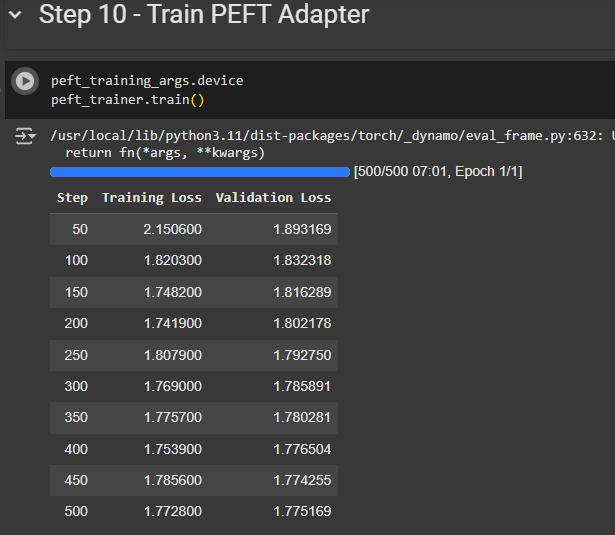 Step 10 - Train PEFT Adapter
peft_training_args.device
peft_trainer.train()
/usr/local/lib/python3.11/dist-packages/torch/_dynamo/eval_frame.py:632: U
return fn(*args, **kwargs)
[500/500 07:01, Epoch 1/1]
Step Training Loss Validation Loss
50 2.150600 1.893169
100 1.820300 1.832318
150 1.748200 1.816289
200 1.741900 1.802178
250 1.807900 1.792750
300 1.769000 1.785891
350 1.775700 1.780281
400 1.753900 1.776504
450 1.785600 1.774255
500 1.772800 1.775169